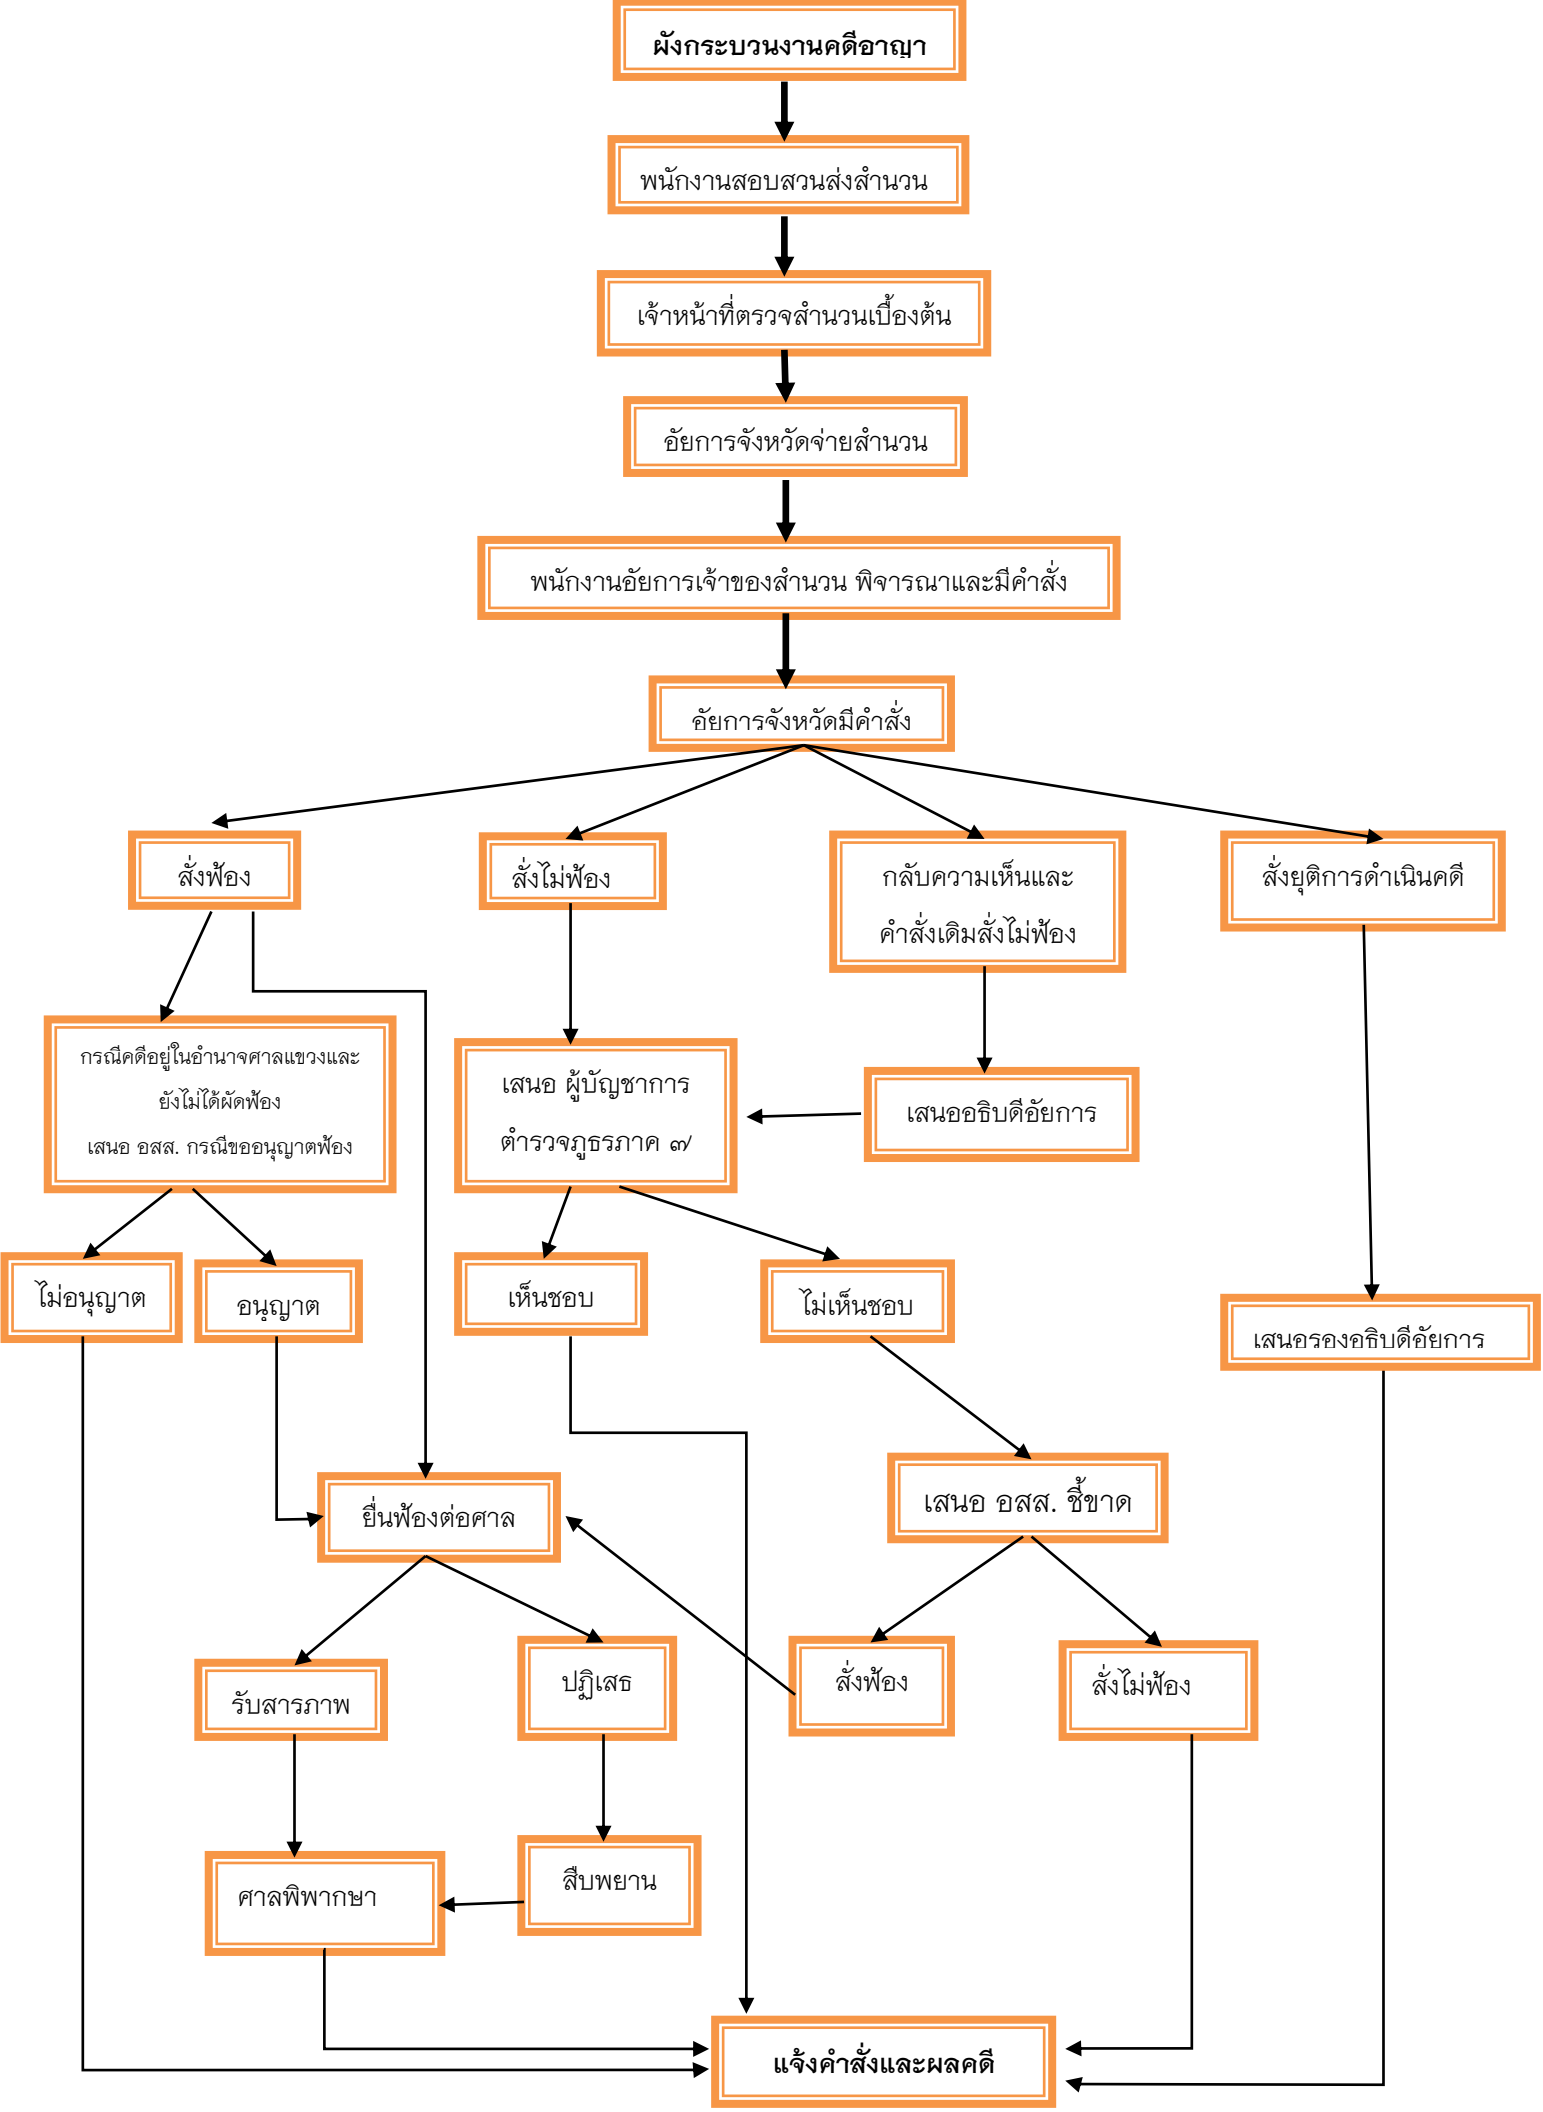 ผังกระบวนงานคดีอาญา
พนักงานสอบสวนส่งสำนวน
เจ้าหน้าที่ตรวจสำนวนเบื้องต้น
อัยการจังหวัดจ่ายสำนวน
พนักงานอัยการเจ้าของสำนวน พิจารณาและมีคำสั่ง
อัยการจังหวัดมีคำสั่ง
สั่งฟ้อง
สั่งไม่ฟ้อง
กลับความเห็นและ
คำสั่งเดิมสั่งไม่ฟ้อง
สั่งยุติการดำเนินคดี
กรณีคดีอยู่ในอำนาจศาลแขวงและ
ยังไม่ได้ผัดฟ้อง
เสนอ อสส. กรณีขออนุญาตฟ้อง
เสนอ ผู้บัญชาการ
ตำรวจภูธรภาค ๗
เสนออธิบดีอัยการ
ไม่อนุญาต
อนุญาต
เห็นชอบ
ไม่เห็นชอบ
เสนอรองอธิบดีอัยการ
ยื่นฟ้องต่อศาล
เสนอ อสส. ชี้ขาด
รับสารภาพ
ปฏิเสธ
สั่งฟ้อง
สั่งไม่ฟ้อง
ศาลพิพากษา
สืบพยาน
แจ้งคำสั่งและผลคดี